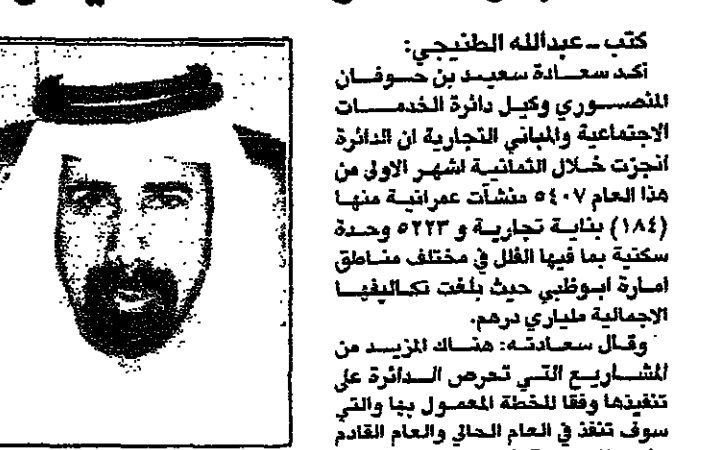 كتب ــ عبدالله الطنيجي:
أكد سعادة سعيد بن حسوفان
المنصوري وكيل دائرة الخدمات
الاجتماعية والمباني التجارية ان الدائرة
انجزت خلال الثمانية اشهر الاولى من
هذا العام ٥٤٠٧ منشآت عمرانية منها
(١٨٤) بناية تجارية و ٥٢٢٣ وحدة
سكنية بما فيها الفلل في مختلف مناطق
امارة ابوظبي حيث بلغت تكاليفها
الاجمالية ملياري درهم.
وقال سعادته: هناك المزيد من
المشاريع التي تحرص الدائرة على
تنفيذها وفقا للخطة المعمول بها والتي
سوف تنفذ في العام الحالي والعام القادم